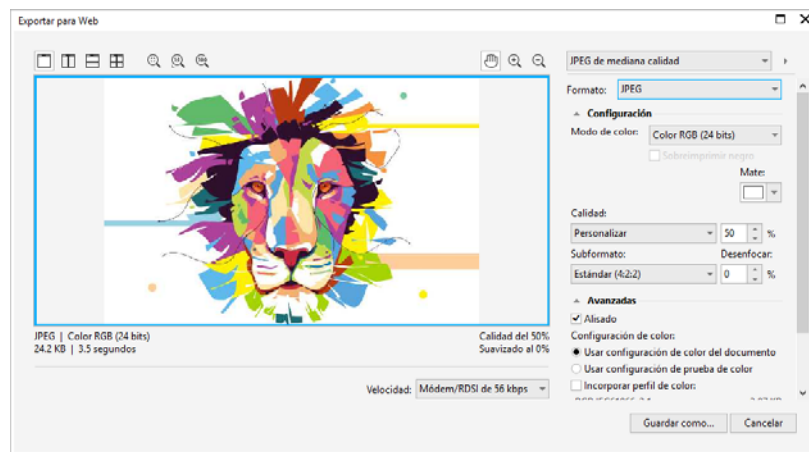 Exportar para Web
JPEG de mediana calidad
Formato: JPEG
Configuración
Modo de color: Color RGB (24 bits)
Sobreimprimir negro
Mate:
Calidad:
Personalizar 50 %
Subformato: Desenfocar:
Estándar (4:2:2) 0 %
Avanzadas
Alisado
Configuración de color:
Usar configuración de color del documento
Usar configuración de prueba de color
Incorporar perfil de color:
JPEG | Color RGB (24 bits) Calidad del 50%
24.2 KB | 3.5 segundos Suavizado al 0%
Velocidad: Módem/RDSI de 56 kbps
Guardar como... Cancelar